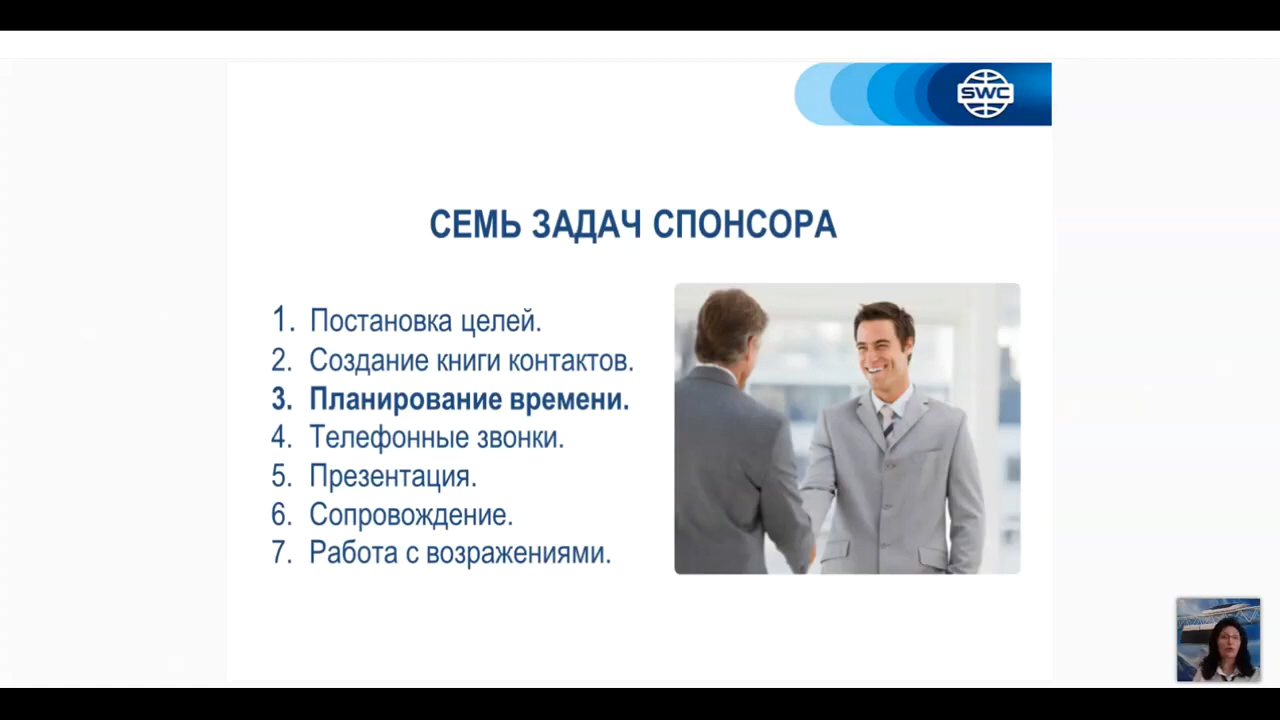 SWC
СЕМЬ ЗАДАЧ СПОНСОРА
1. Постановка целей.
2. Создание книги контактов.
3. Планирование времени.
4. Телефонные звонки.
5. Презентация.
6. Сопровождение.
7. Работа с возражениями.